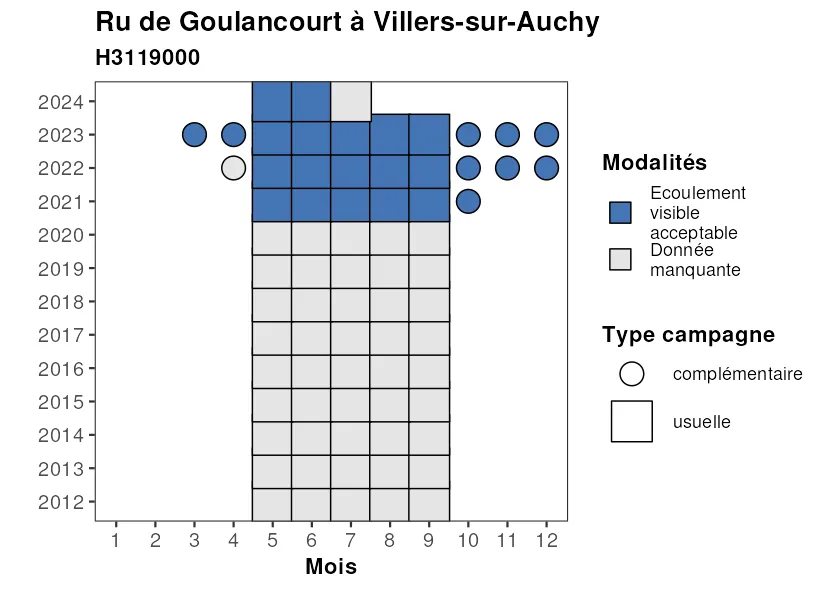 Ru de Goulancourt à Villers-sur-Auchy
H3119000
2024
2023
2022
2021
2020
2019
2018
2017
2016
2015
2014
2013
2012
1 2 3 4 5 6 7 8 9 10 11 12
Mois
Modalités
Ecoulement
visible
acceptable
Donnée
manquante
Type campagne
complémentaire
usuelle